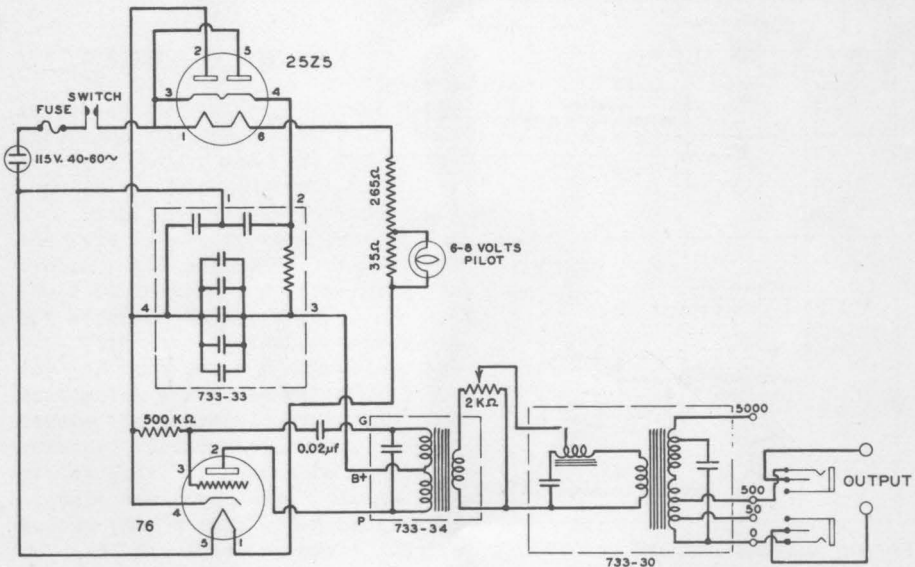 2 5
25Z5
SWITCH
FUSE
3 4
1 6
115V. 40-60~
1 2
265Ω
35Ω
6-8 VOLTS
PILOT
4 3
733-33
500 KΩ
0.02µf
G
B+
P
2
3
4
76
5 1
733-34
2 KΩ
5000
500
50
0
OUTPUT
733-30